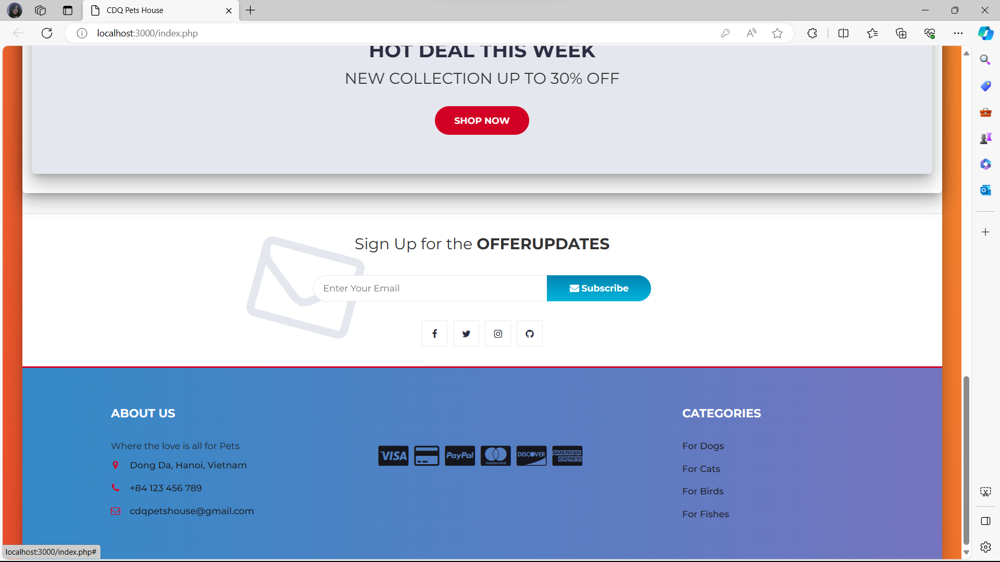 CDQ Pets House
localhost:3000/index.php
HOT DEAL THIS WEEK
NEW COLLECTION UP TO 30% OFF
SHOP NOW
Sign Up for the OFFERUPDATES
Enter Your Email
Subscribe
ABOUT US
Where the love is all for Pets
Dong Da, Hanoi, Vietnam
+84 123 456 789
cdqpetshouse@gmail.com
VISA
PayPal
mastercard
DISCOVER
AMERICAN
EXPRESS
CATEGORIES
For Dogs
For Cats
For Birds
For Fishes
localhost:3000/index.php#